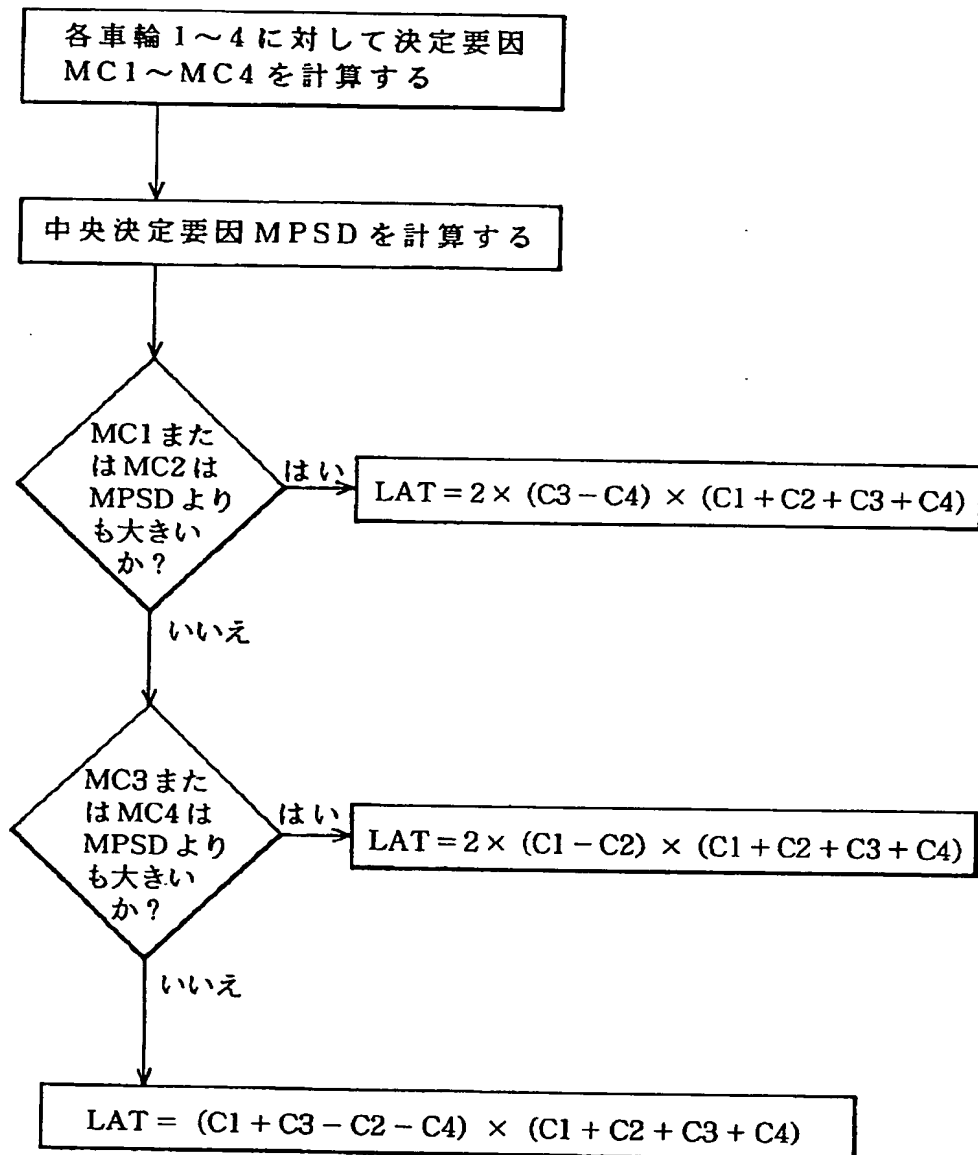 各車輪1～4に対して決定要因
MC1～MC4を計算する
中央決定要因MPSDを計算する
MC1また
はMC2は
MPSDより
も大きい
か？
はい
LAT＝2×（C3－C4）×（C1＋C2＋C3＋C4）
いいえ
MC3また
はMC4は
MPSDより
も大きい
か？
はい
LAT＝2×（C1－C2）×（C1＋C2＋C3＋C4）
いいえ
LAT＝（C1＋C3－C2－C4）×（C1＋C2＋C3＋C4）